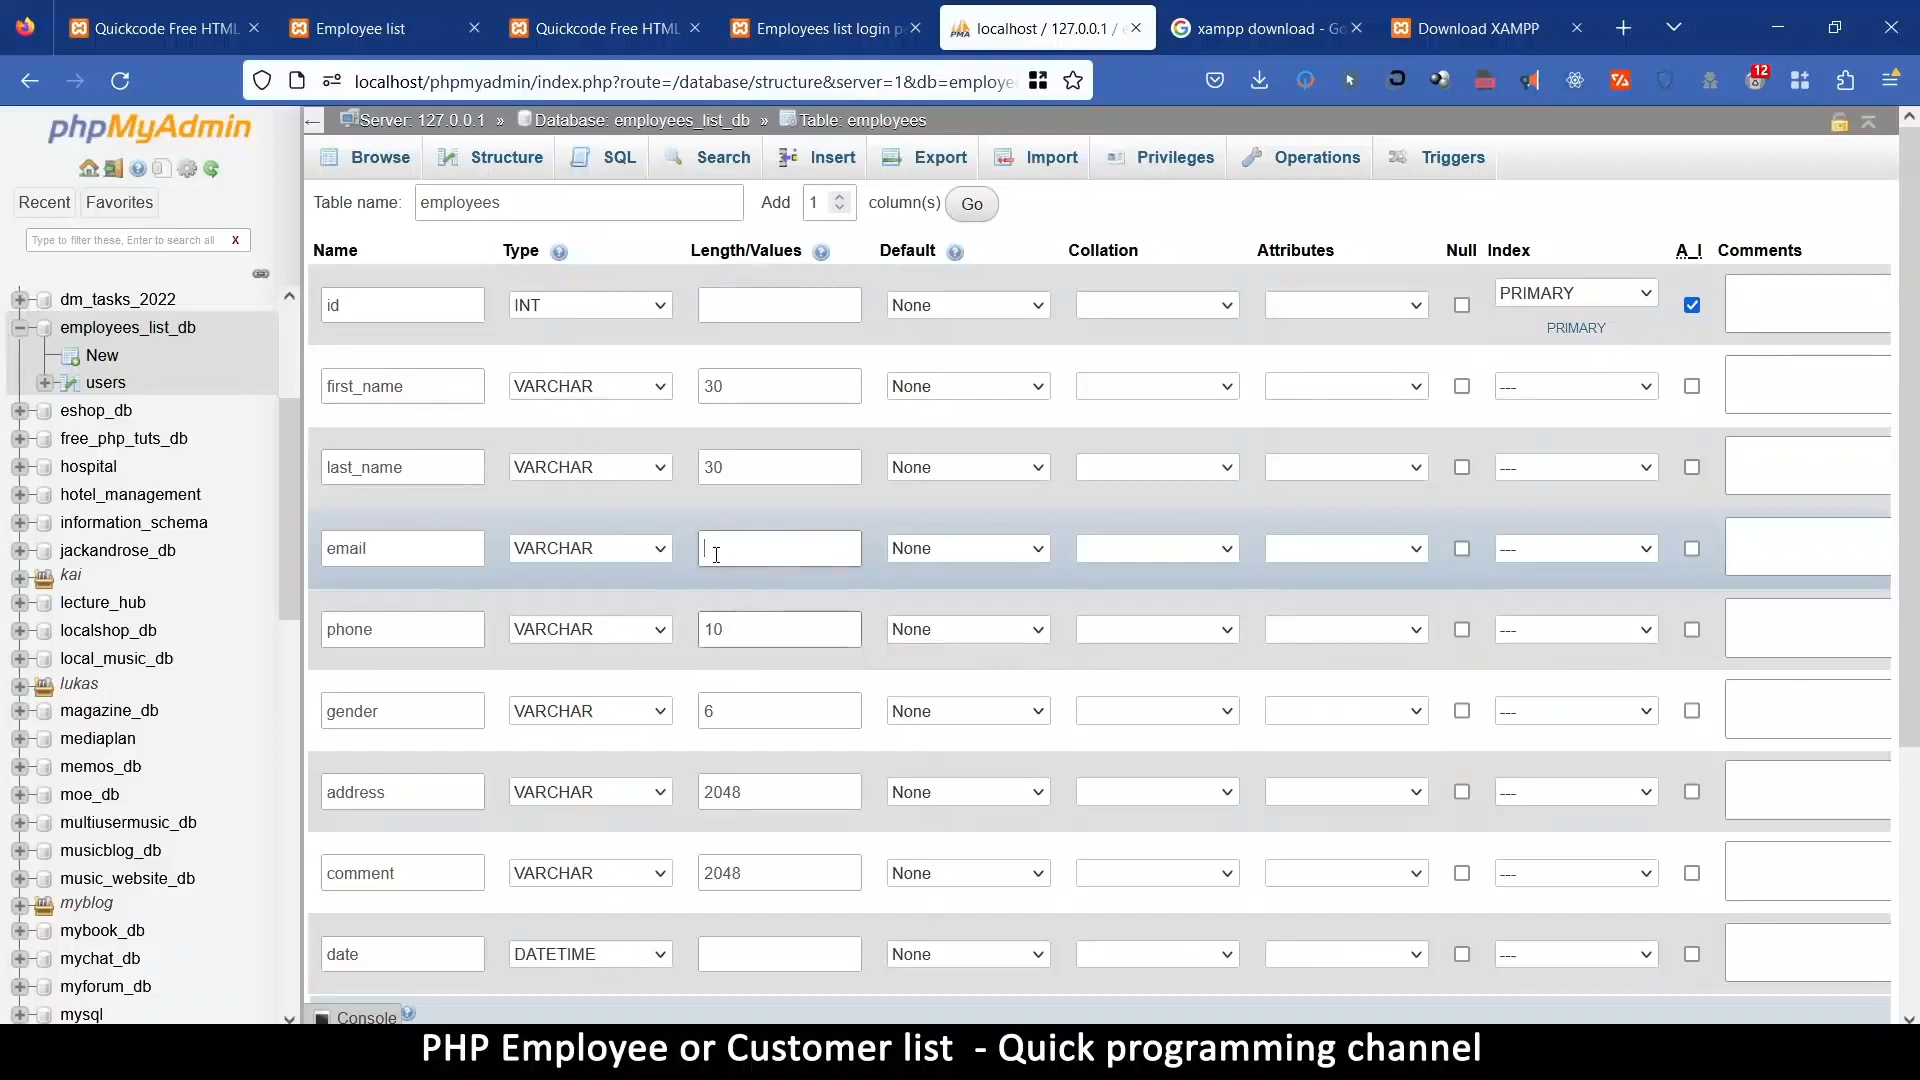 Quickcode Free HTML
Employee list
Quickcode Free HTML
Employees list login p
localhost / 127.0.0.1 / e
xampp download - Go
Download XAMPP
localhost/phpmyadmin/index.php?route=/database/structure&server=1&db=employe
12
phpMyAdmin
Recent Favorites
Type to filter these, Enter to search all X
dm_tasks_2022
employees_list_db
New
users
eshop_db
free_php_tuts_db
hospital
hotel_management
information_schema
jackandrose_db
kai
lecture_hub
localshop_db
local_music_db
lukas
magazine_db
mediaplan
memos_db
moe_db
multiusermusic_db
musicblog_db
music_website_db
myblog
mybook_db
mychat_db
myforum_db
mysql
Server: 127.0.0.1 » Database: employees_list_db » Table: employees
Browse Structure SQL Search Insert Export Import Privileges Operations Triggers
Table name: employees Add 1 column(s) Go
Name Type Length/Values Default Collation Attributes Null Index A_I Comments
id INT None PRIMARY
PRIMARY
first_name VARCHAR 30 None ---
last_name VARCHAR 30 None ---
email VARCHAR None ---
phone VARCHAR 10 None ---
gender VARCHAR 6 None ---
address VARCHAR 2048 None ---
comment VARCHAR 2048 None ---
date DATETIME None ---
Console
PHP Employee or Customer list - Quick programming channel